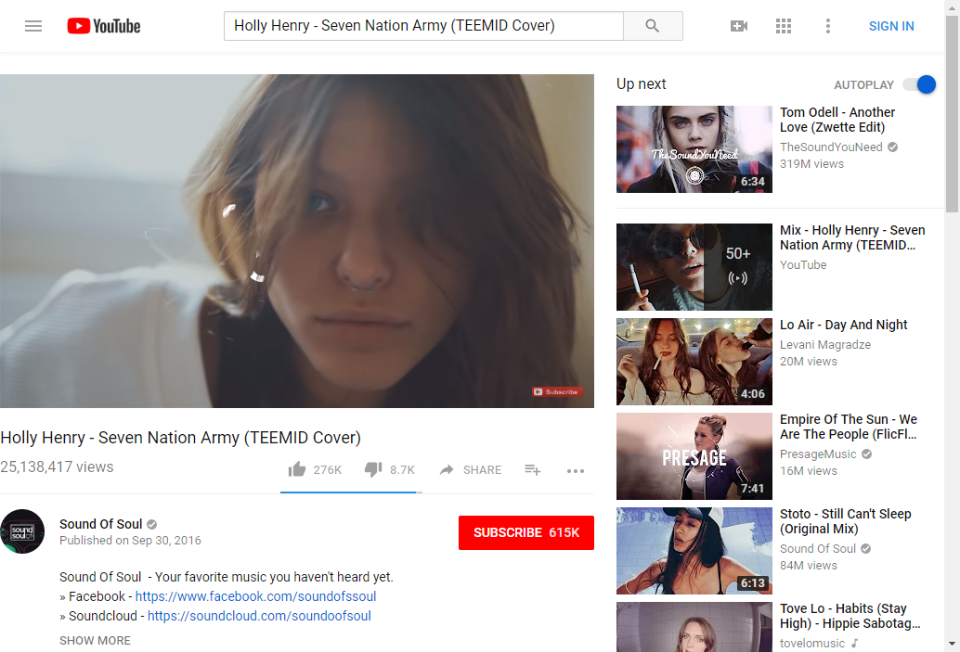 YouTube
Holly Henry - Seven Nation Army (TEEMID Cover)
SIGN IN
Subscribe
Holly Henry - Seven Nation Army (TEEMID Cover)
25,138,417 views
276K
8.7K
SHARE
Sound Of Soul
Published on Sep 30, 2016
SUBSCRIBE 615K
sound
soul
Sound Of Soul - Your favorite music you haven't heard yet.
» Facebook - https://www.facebook.com/soundofssoul
» Soundcloud - https://soundcloud.com/soundoofsoul
SHOW MORE
Up next
AUTOPLAY
TheSoundYouNeed
6:34
Tom Odell - Another
Love (Zwette Edit)
TheSoundYouNeed
319M views
50+
Mix - Holly Henry - Seven
Nation Army (TEEMID...
YouTube
4:06
Lo Air - Day And Night
Levani Magradze
20M views
PRESAGE
7:41
Empire Of The Sun - We
Are The People (FlicFl...
PresageMusic
16M views
6:13
Stoto - Still Can't Sleep
(Original Mix)
Sound Of Soul
84M views
Tove Lo - Habits (Stay
High) - Hippie Sabotag...
tovelomusic